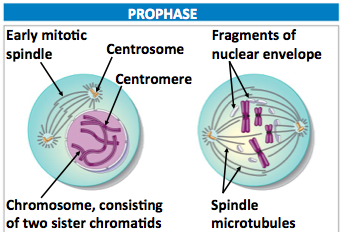 PROPHASE
Early mitotic
spindle
Centrosome
Centromere
Chromosome, consisting
of two sister chromatids
Fragments of
nuclear envelope
Spindle
microtubules